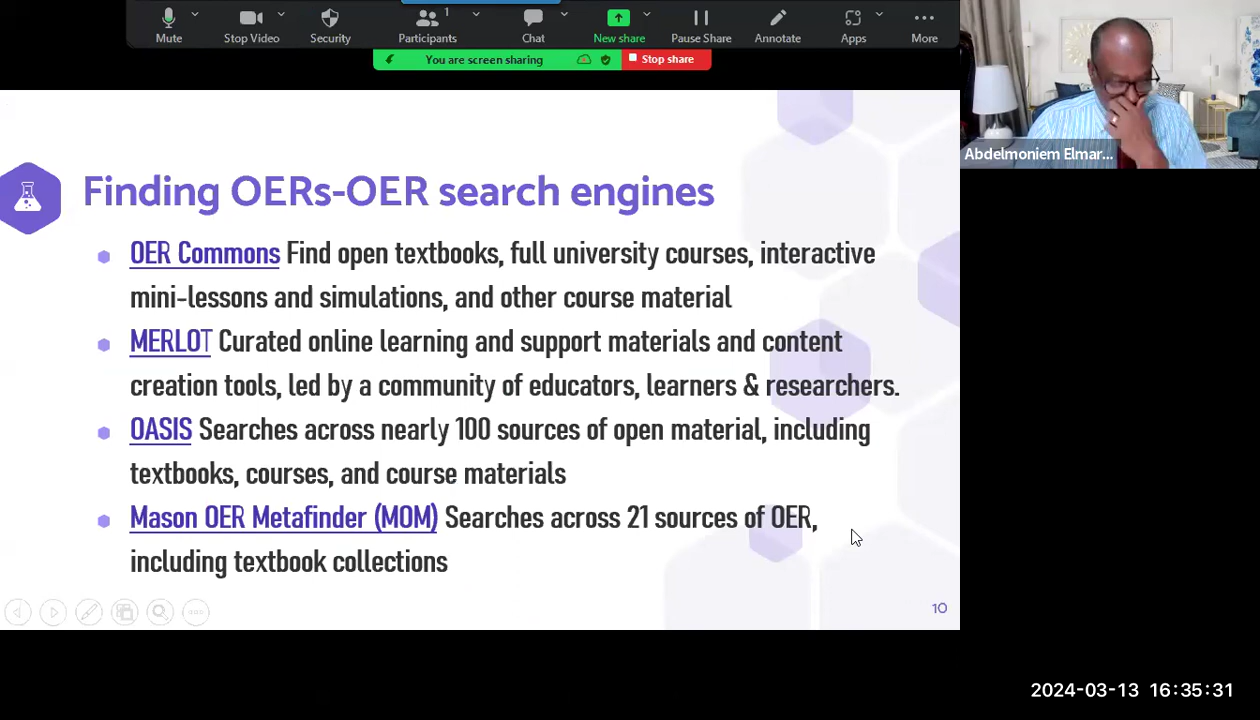 1
Mute
Stop Video
Security
Participants
Chat
New share
Pause Share
Annotate
Apps
More
You are screen sharing
Stop share
Abdelmoniem Elmar...
Finding OERs-OER search engines
OER Commons Find open textbooks, full university courses, interactive
mini-lessons and simulations, and other course material
MERLOT Curated online learning and support materials and content
creation tools, led by a community of educators, learners & researchers.
OASIS Searches across nearly 100 sources of open material, including
textbooks, courses, and course materials
Mason OER Metafinder (MOM) Searches across 21 sources of OER,
including textbook collections
10
2024-03-13 16:35:31